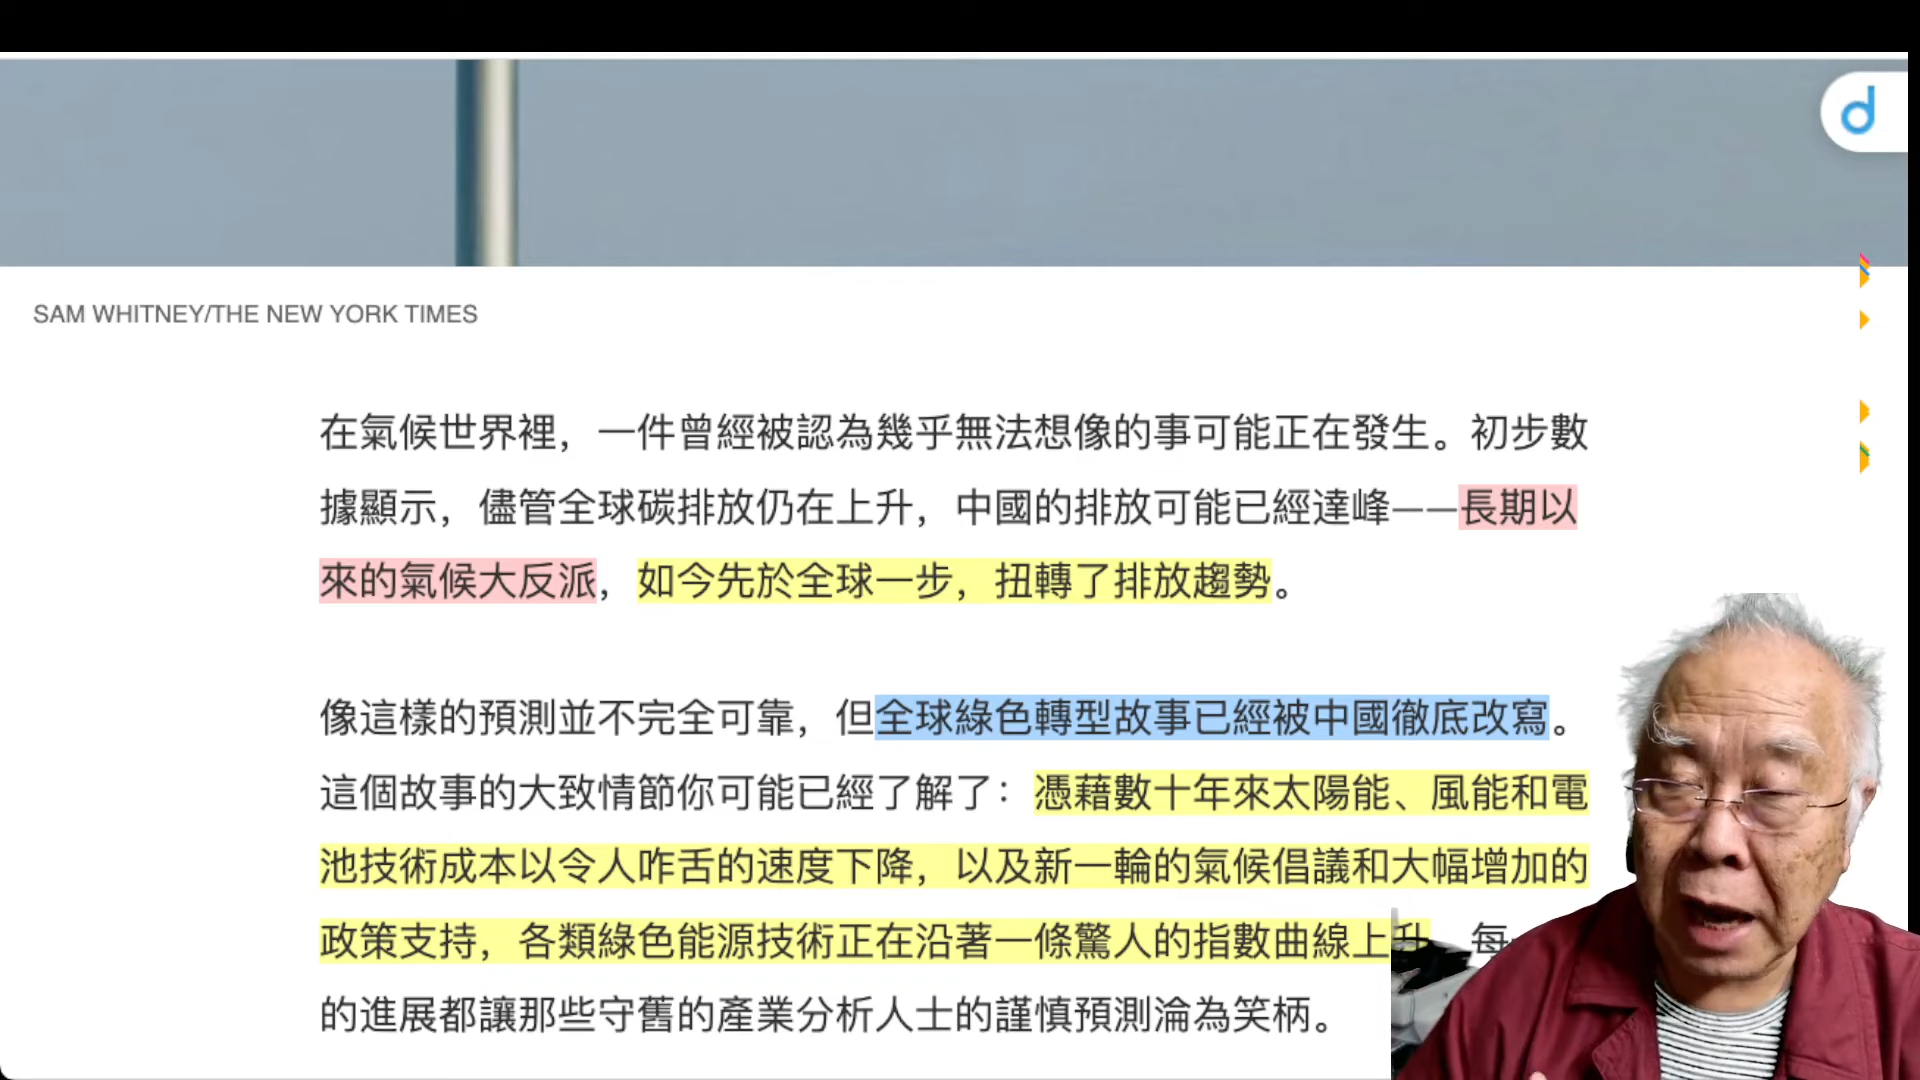 SAM WHITNEY/THE NEW YORK TIMES
在氣候世界裡，一件曾經被認為幾乎無法想像的事可能正在發生。初步數
據顯示，儘管全球碳排放仍在上升，中國的排放可能已經達峰——長期以
來的氣候大反派，如今先於全球一步，扭轉了排放趨勢。
像這樣的預測並不完全可靠，但全球綠色轉型故事已經被中國徹底改寫。
這個故事的大致情節你可能已經了解了：憑藉數十年來太陽能、風能和電
池技術成本以令人咋舌的速度下降，以及新一輪的氣候倡議和大幅增加的
政策支持，各類綠色能源技術正在沿著一條驚人的指數曲線上升 每
的進展都讓那些守舊的產業分析人士的謹慎預測淪為笑柄。